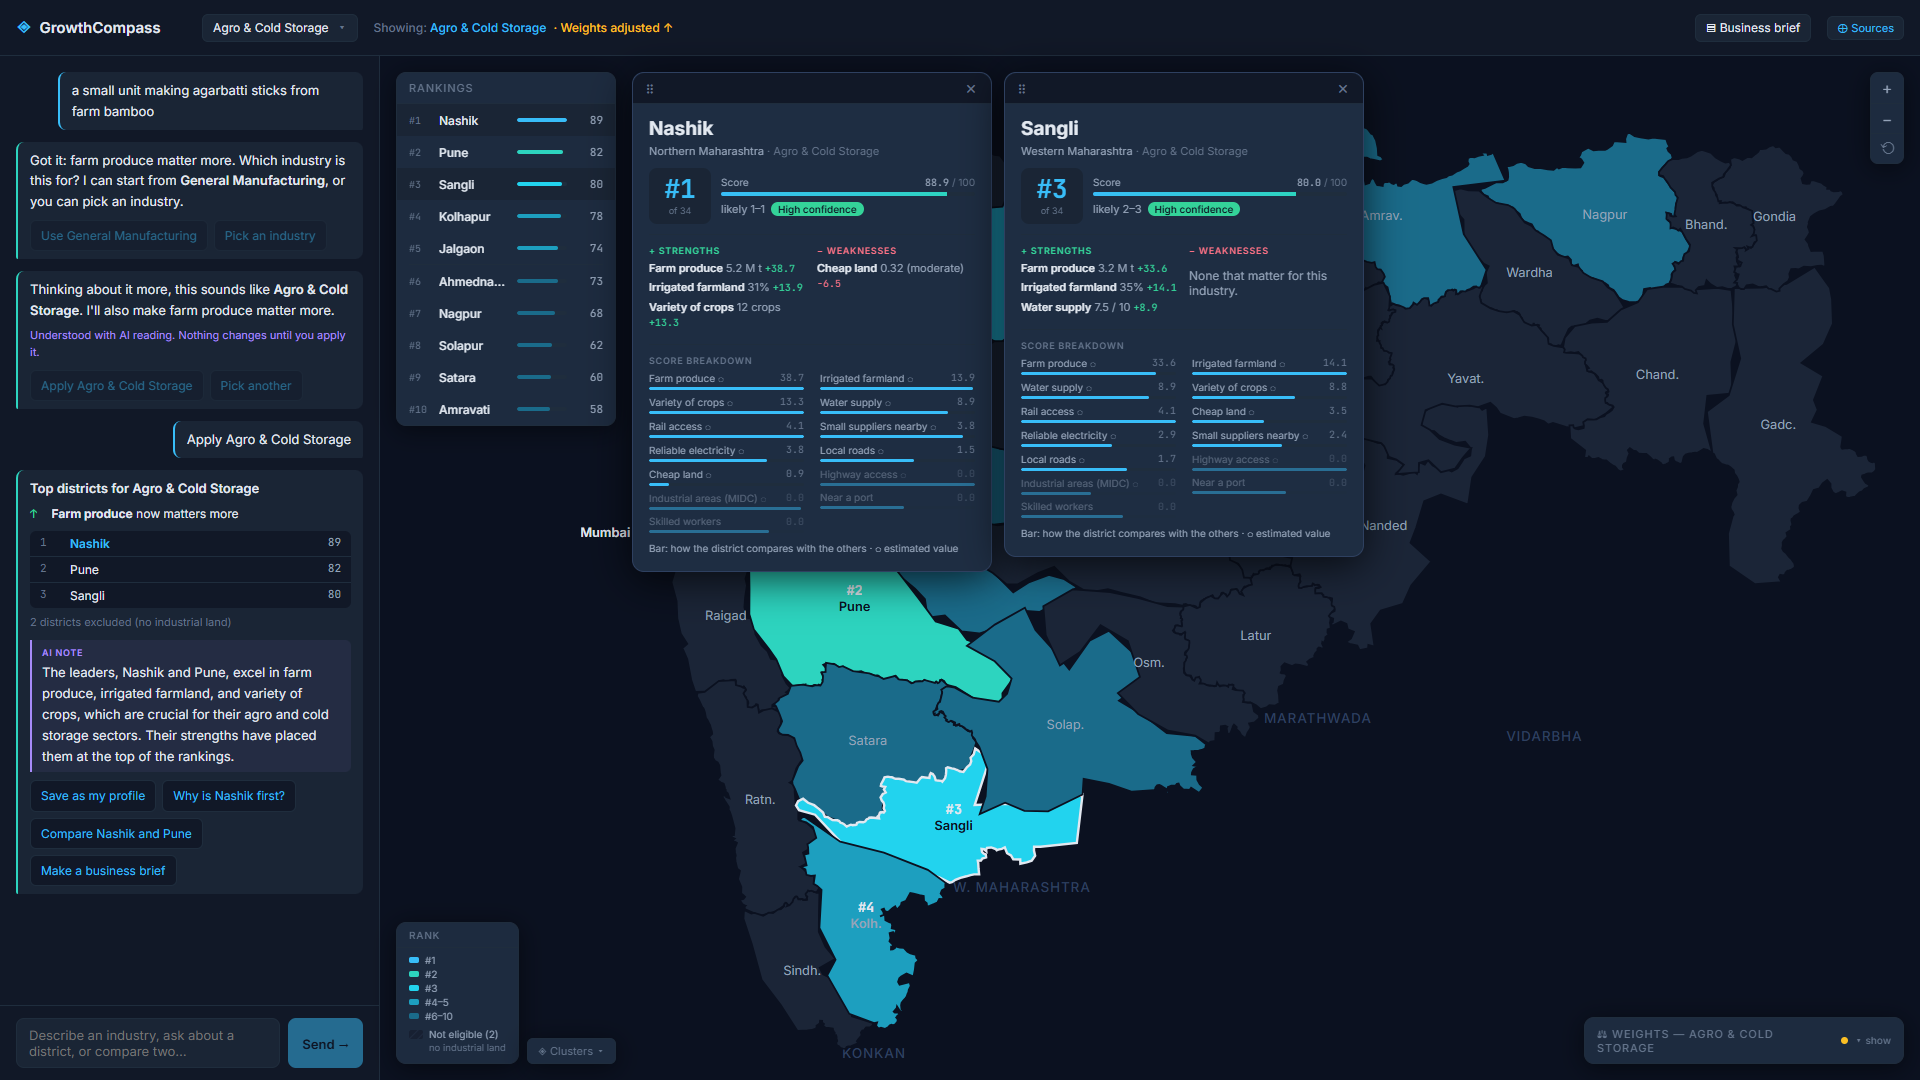 GrowthCompass
Agro & Cold Storage
Showing: Agro & Cold Storage · Weights adjusted ↑
Business brief
Sources
a small unit making agarbatti sticks from
farm bamboo
Got it: farm produce matter more. Which industry is
this for? I can start from General Manufacturing, or
you can pick an industry.
Use General Manufacturing
Pick an industry
Thinking about it more, this sounds like Agro & Cold
Storage. I'll also make farm produce matter more.
Understood with AI reading. Nothing changes until you apply
it.
Apply Agro & Cold Storage
Pick another
Apply Agro & Cold Storage
Top districts for Agro & Cold Storage
↑ Farm produce now matters more
1 Nashik 89
2 Pune 82
3 Sangli 80
2 districts excluded (no industrial land)
AI NOTE
The leaders, Nashik and Pune, excel in farm
produce, irrigated farmland, and variety of
crops, which are crucial for their agro and cold
storage sectors. Their strengths have placed
them at the top of the rankings.
Save as my profile
Why is Nashik first?
Compare Nashik and Pune
Make a business brief
Describe an industry, ask about a
district, or compare two...
Send →
RANKINGS
#1 Nashik 89
#2 Pune 82
#3 Sangli 80
#4 Kolhapur 78
#5 Jalgaon 74
#6 Ahmedna... 73
#7 Nagpur 68
#8 Solapur 62
#9 Satara 60
#10 Amravati 58
Nashik
Northern Maharashtra · Agro & Cold Storage
#1
of 34
Score 88.9 / 100
likely 1–1 High confidence
+ STRENGTHS
Farm produce 5.2 M t +38.7
Irrigated farmland 31% +13.9
Variety of crops 12 crops
+13.3
− WEAKNESSES
Cheap land 0.32 (moderate)
-6.5
SCORE BREAKDOWN
Farm produce ○ 38.7
Irrigated farmland ○ 13.9
Variety of crops ○ 13.3
Water supply ○ 8.9
Rail access ○ 4.1
Small suppliers nearby ○ 3.8
Reliable electricity ○ 3.8
Local roads ○ 1.5
Cheap land ○ 0.9
Highway access ○ 0.0
Industrial areas (MIDC) ○ 0.0
Near a port 0.0
Skilled workers 0.0
Bar: how the district compares with the others · ○ estimated value
Sangli
Western Maharashtra · Agro & Cold Storage
#3
of 34
Score 80.0 / 100
likely 2–3 High confidence
+ STRENGTHS
Farm produce 3.2 M t +33.6
Irrigated farmland 35% +14.1
Water supply 7.5 / 10 +8.9
− WEAKNESSES
None that matter for this
industry.
SCORE BREAKDOWN
Farm produce ○ 33.6
Irrigated farmland ○ 14.1
Water supply ○ 8.9
Variety of crops ○ 8.8
Rail access ○ 4.1
Cheap land ○ 3.5
Reliable electricity ○ 2.9
Small suppliers nearby ○ 2.4
Local roads ○ 1.7
Highway access ○ 0.0
Industrial areas (MIDC) ○ 0.0
Near a port 0.0
Skilled workers 0.0
Bar: how the district compares with the others · ○ estimated value
Amrav.
Nagpur
Bhand.
Gondia
Wardha
Yavat.
Chand.
Gadc.
Nanded
Mumbai
#2
Pune
Raigad
Latur
Osm.
Solap.
Satara
MARATHWADA
VIDARBHA
Ratn.
#3
Sangli
W. MAHARASHTRA
#4
Kolh.
Sindh.
KONKAN
RANK
#1
#2
#3
#4–5
#6–10
Not eligible (2)
no industrial land
Clusters
WEIGHTS — AGRO & COLD
STORAGE
show